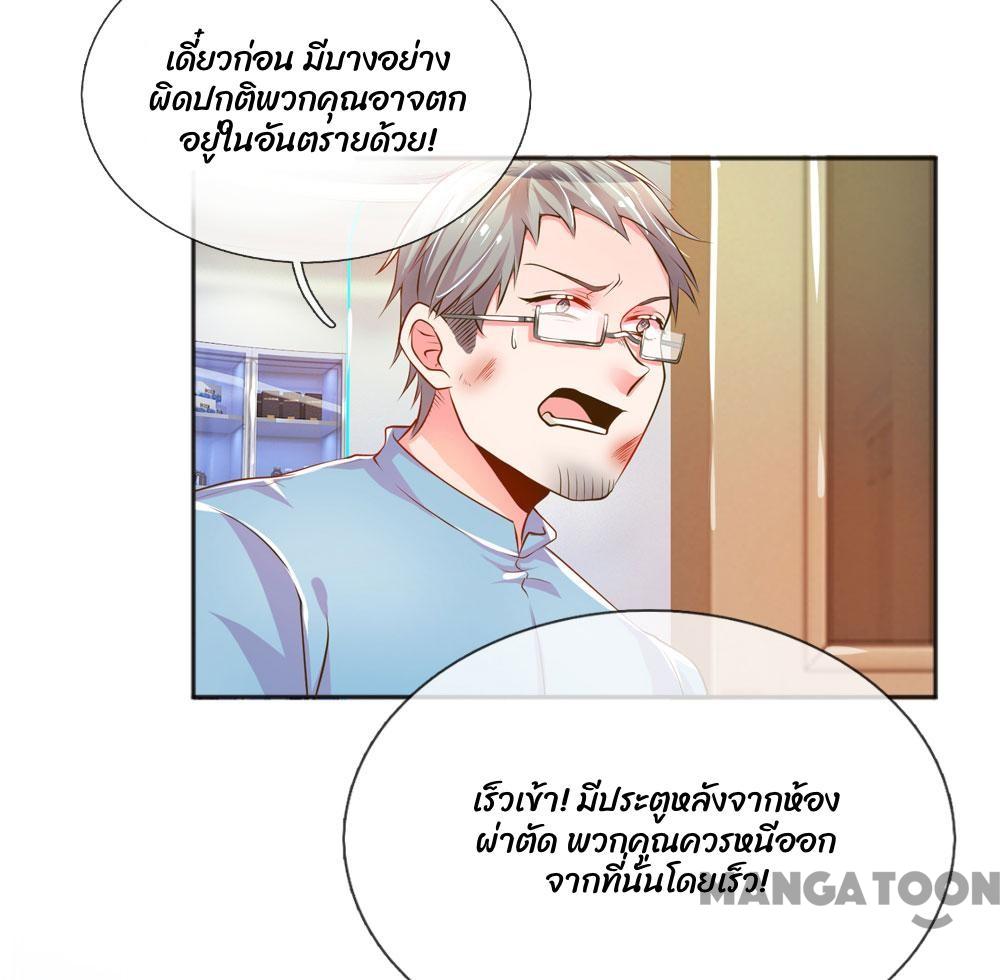 เดี๋ยวก่อน มีบางอย่าง
ผิดปกติพวกคุณอาจตก
อยู่ในอันตรายด้วย!
เร็วเข้า! มีประตูหลังจากห้อง
ผ่าตัด พวกคุณควรหนีออก
จากที่นั่นโดยเร็ว!
MANGATOON